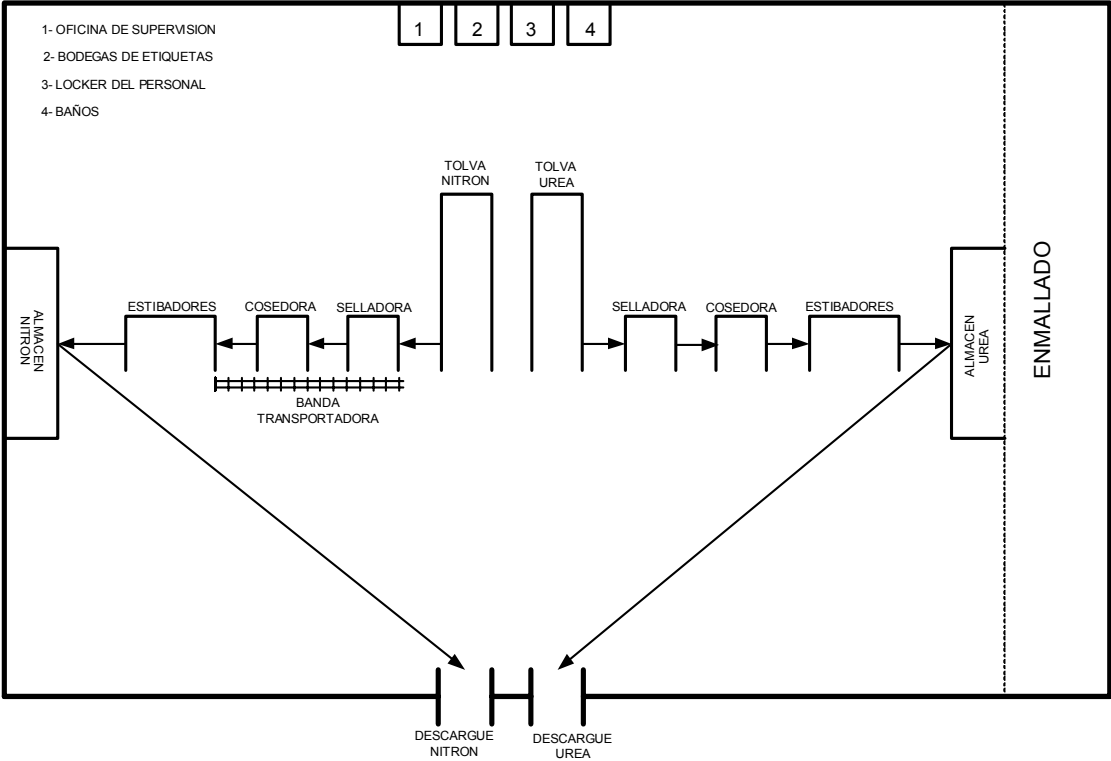 1- OFICINA DE SUPERVISION
2- BODEGAS DE ETIQUETAS
3- LOCKER DEL PERSONAL
4- BAÑOS
1
2
3
4
TOLVA
NITRON
TOLVA
UREA
ESTIBADORES
COSEDORA
SELLADORA
SELLADORA
COSEDORA
ESTIBADORES
ALMACEN
NITRON
ALMACEN
UREA
ENMALLADO
BANDA
TRANSPORTADORA
DESCARGUE
NITRON
DESCARGUE
UREA